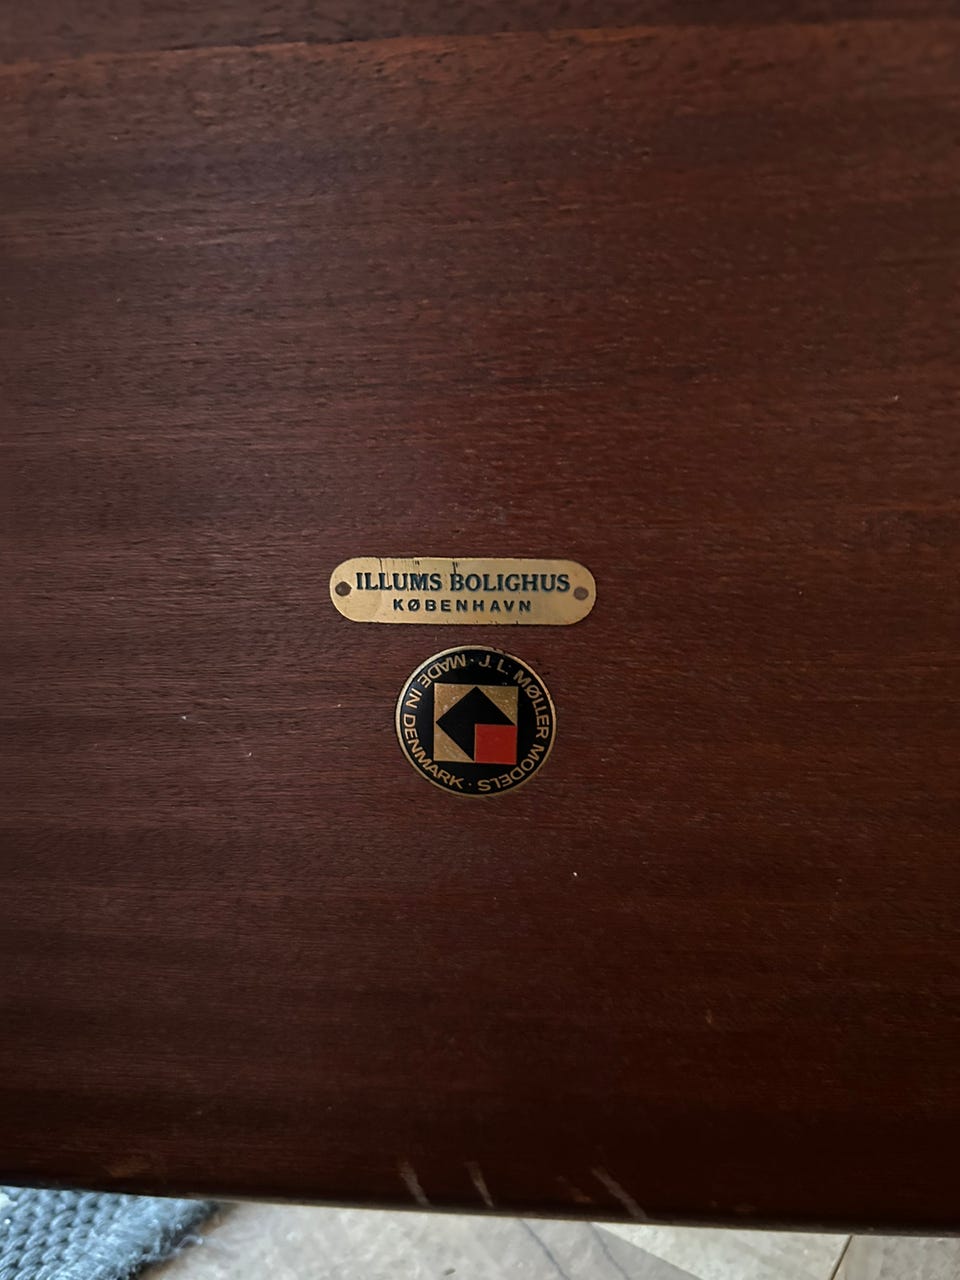 ILLUMS BOLIGHUS
KØBENHAVN
J. L. MØLLER MODELS · MADE IN DENMARK ·